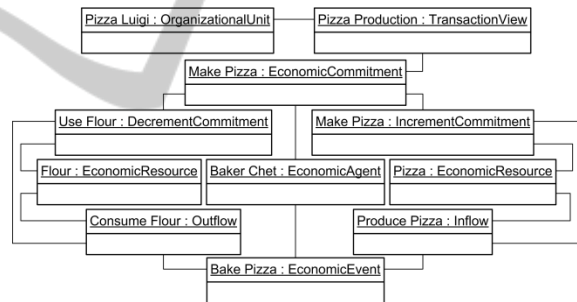 Pizza Luigi : OrganizationalUnit
Pizza Production : TransactionView
Make Pizza : EconomicCommitment
Use Flour : DecrementCommitment
Make Pizza : IncrementCommitment
Flour : EconomicResource
Baker Chet : EconomicAgent
Pizza : EconomicResource
Consume Flour : Outflow
Produce Pizza : Inflow
Bake Pizza : EconomicEvent